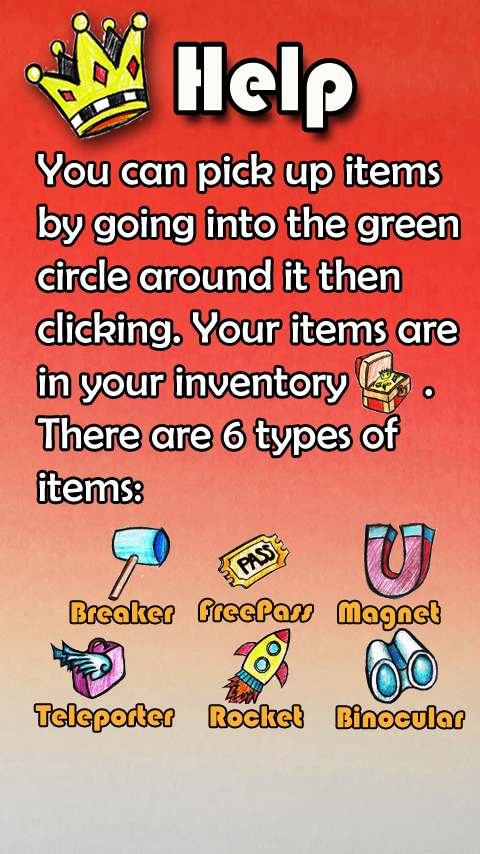 Help
You can pick up items
by going into the green
circle around it then
clicking. Your items are
in your inventory .
There are 6 types of
items:
PASS
Breaker FreePass Magnet
Teleporter Rocket Binocular